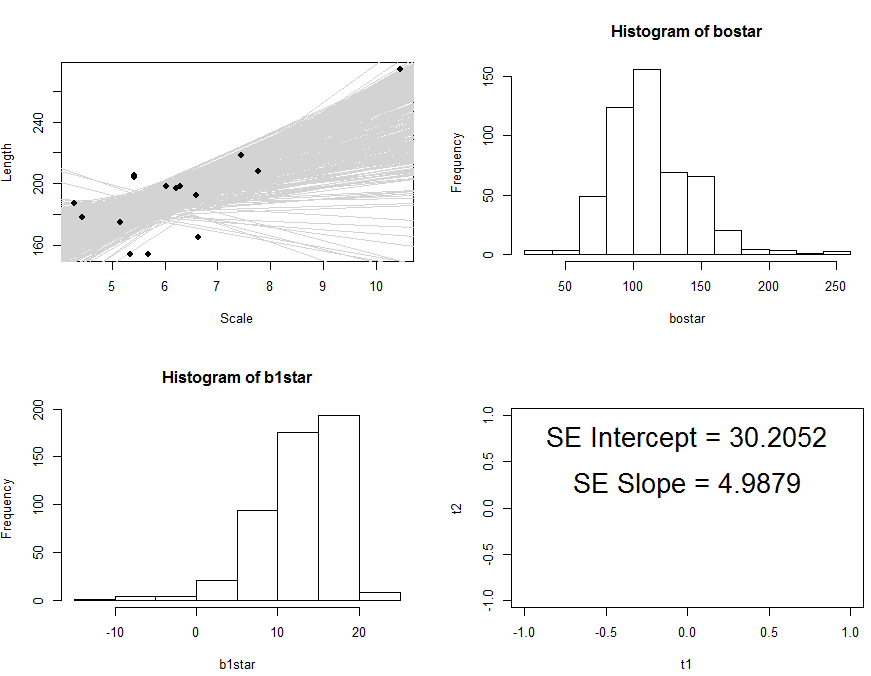 Length
160
200
240
5 6 7 8 9 10
Scale
Histogram of bostar
Frequency
0
50
100
150
50 100 150 200 250
bostar
Histogram of b1star
Frequency
0
50
100
150
200
-10 0 10 20
b1star
t2
-1.0
-0.5
0.0
0.5
1.0
SE Intercept = 30.2052
SE Slope = 4.9879
-1.0 -0.5 0.0 0.5 1.0
t1